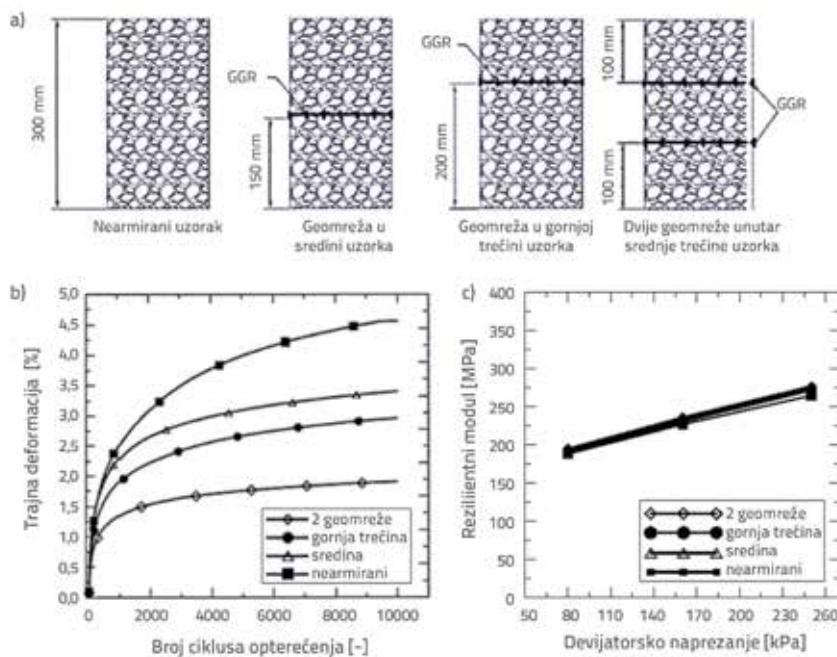 a)
300 mm
GGR
150 mm
GGR
200 mm
100 mm
GGR
100 mm
Nearmirani uzorak
Geomreža u
sredini uzorka
Geomreža u gornjoj
trećini uzorka
Dvije geomreže unutar
srednje trećine uzorka
b)
Trajna deformacija [%]
5,0
4,5
4,0
3,5
3,0
2,5
2,0
1,5
1,0
0,5
0,0
0
2000
4000
6000
8000
10000
Broj ciklusa opterećenja [-]
2 geomreže
gornja trećina
sredina
nearmirani
c)
Rezilijentni modul [MPa]
400
350
300
250
200
150
100
50
0
50
80
110
140
170
200
230
260
Devijatorsko naprezanje [kPa]
2 geomreže
gornja trećina
sredina
nearmirani